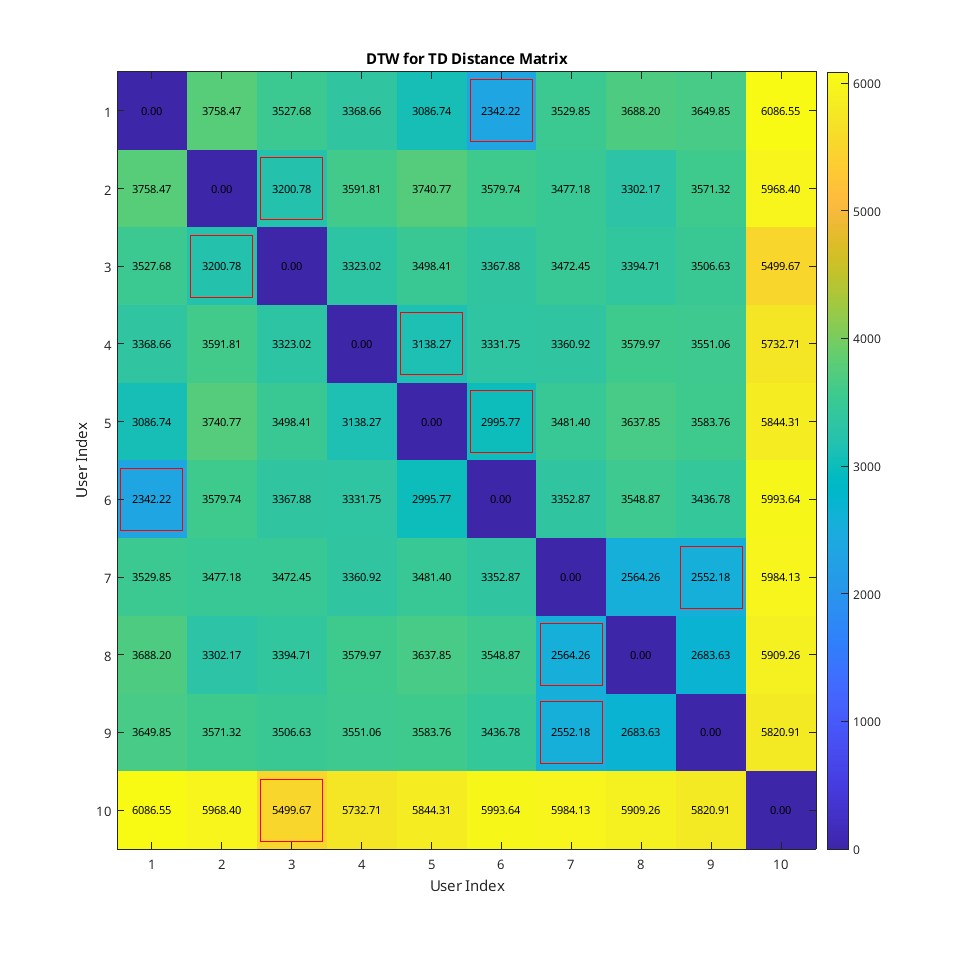 DTW for TD Distance Matrix
1 0.00 3758.47 3527.68 3368.66 3086.74 2342.22 3529.85 3688.20 3649.85 6086.55
2 3758.47 0.00 3200.78 3591.81 3740.77 3579.74 3477.18 3302.17 3571.32 5968.40
3 3527.68 3200.78 0.00 3323.02 3498.41 3367.88 3472.45 3394.71 3506.63 5499.67
4 3368.66 3591.81 3323.02 0.00 3138.27 3331.75 3360.92 3579.97 3551.06 5732.71
5 3086.74 3740.77 3498.41 3138.27 0.00 2995.77 3481.40 3637.85 3583.76 5844.31
6 2342.22 3579.74 3367.88 3331.75 2995.77 0.00 3352.87 3548.87 3436.78 5993.64
7 3529.85 3477.18 3472.45 3360.92 3481.40 3352.87 0.00 2564.26 2552.18 5984.13
8 3688.20 3302.17 3394.71 3579.97 3637.85 3548.87 2564.26 0.00 2683.63 5909.26
9 3649.85 3571.32 3506.63 3551.06 3583.76 3436.78 2552.18 2683.63 0.00 5820.91
10 6086.55 5968.40 5499.67 5732.71 5844.31 5993.64 5984.13 5909.26 5820.91 0.00
1 2 3 4 5 6 7 8 9 10
User Index
User Index
6000
5000
4000
3000
2000
1000
0